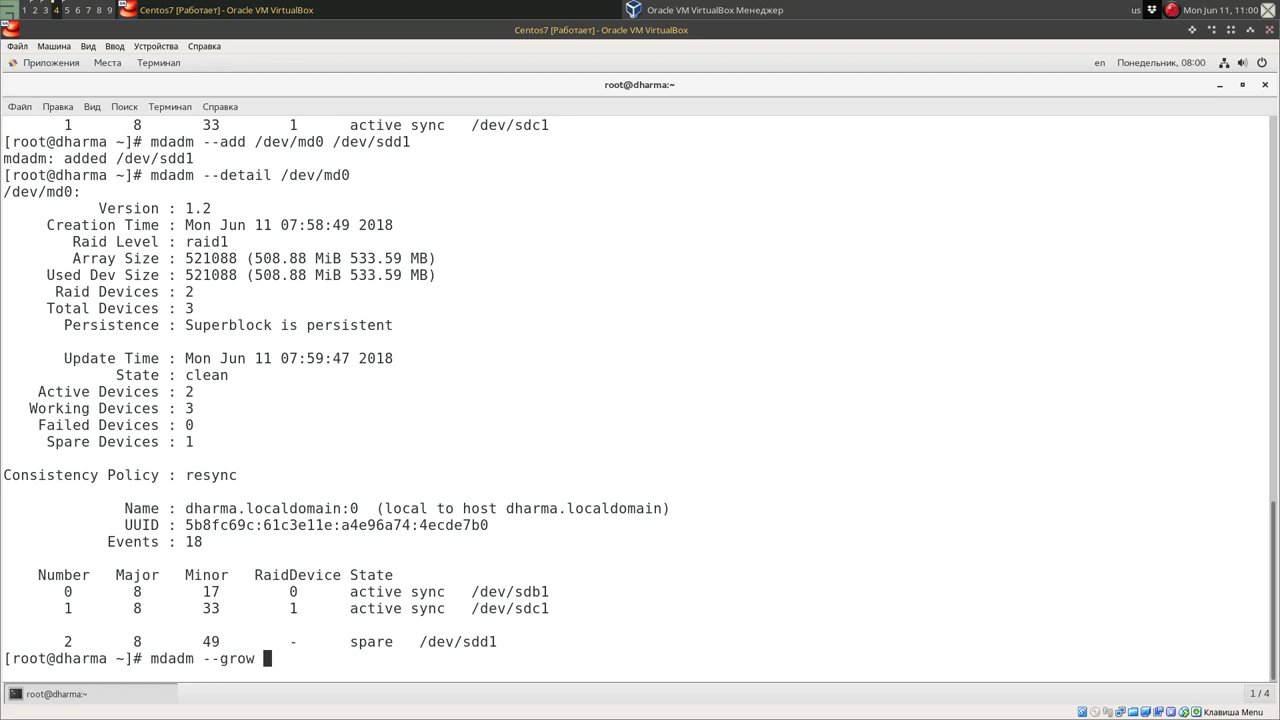 1 2 3 4 5 6 7 8 9 Centos7 [Работает] - Oracle VM VirtualBox Oracle VM VirtualBox Менеджер us Mon Jun 11, 11:00
Centos7 [Работает] - Oracle VM VirtualBox
Файл Машина Вид Ввод Устройства Справка
Приложения Места Терминал en Понедельник, 08:00
root@dharma:~
Файл Правка Вид Поиск Терминал Справка
1 8 33 1 active sync /dev/sdc1
[root@dharma ~]# mdadm --add /dev/md0 /dev/sdd1
mdadm: added /dev/sdd1
[root@dharma ~]# mdadm --detail /dev/md0
/dev/md0:
Version : 1.2
Creation Time : Mon Jun 11 07:58:49 2018
Raid Level : raid1
Array Size : 521088 (508.88 MiB 533.59 MB)
Used Dev Size : 521088 (508.88 MiB 533.59 MB)
Raid Devices : 2
Total Devices : 3
Persistence : Superblock is persistent
Update Time : Mon Jun 11 07:59:47 2018
State : clean
Active Devices : 2
Working Devices : 3
Failed Devices : 0
Spare Devices : 1
Consistency Policy : resync
Name : dharma.localdomain:0 (local to host dharma.localdomain)
UUID : 5b8fc69c:61c3e11e:a4e96a74:4ecde7b0
Events : 18
Number Major Minor RaidDevice State
0 8 17 0 active sync /dev/sdb1
1 8 33 1 active sync /dev/sdc1
2 8 49 - spare /dev/sdd1
[root@dharma ~]# mdadm --grow
root@dharma:~ 1 / 4
Клавиша Menu